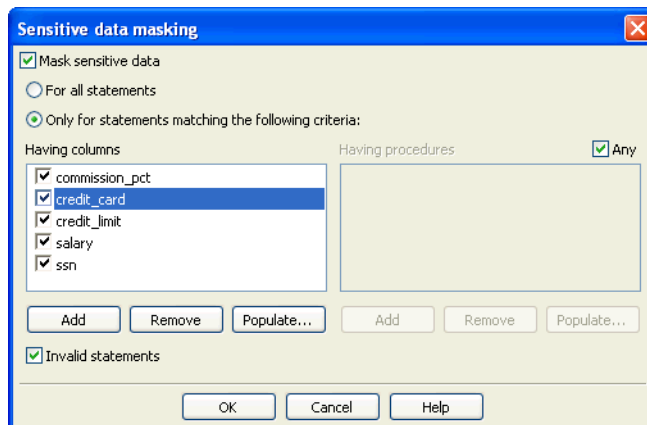 Sensitive data masking
Mask sensitive data
For all statements
Only for statements matching the following criteria:
Having columns Having procedures Any
commission_pct
credit_card
credit_limit
salary
ssn
Add Remove Populate... Add Remove Populate...
Invalid statements
OK Cancel Help